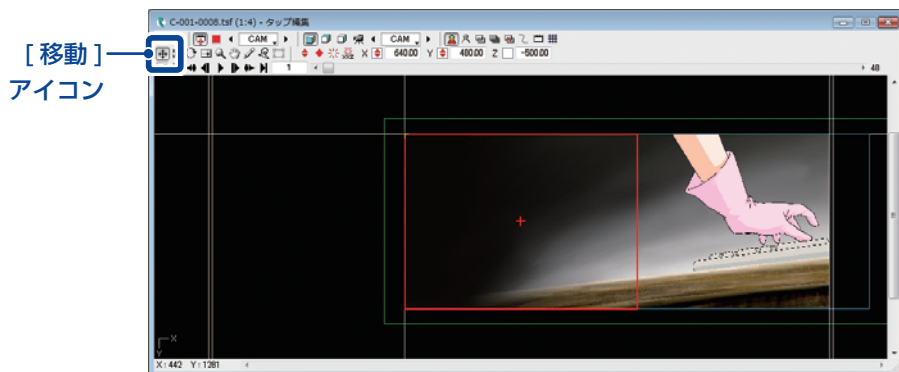 C-001-0008.tsf (1:4) - タップ編集
[ 移動 ]
アイコン
CAM CAM
X 640.00 Y 480.00 Z -500.00
1 48
X
Y
X : 442 Y : 1281